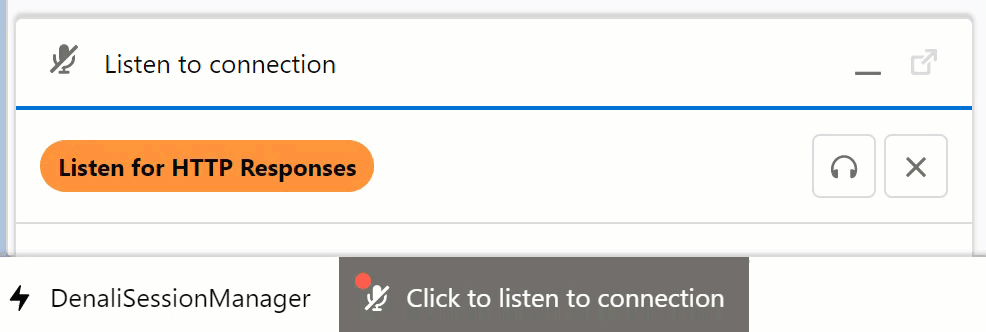 Listen to connection
Listen for HTTP Responses
DenaliSessionManager
Click to listen to connection